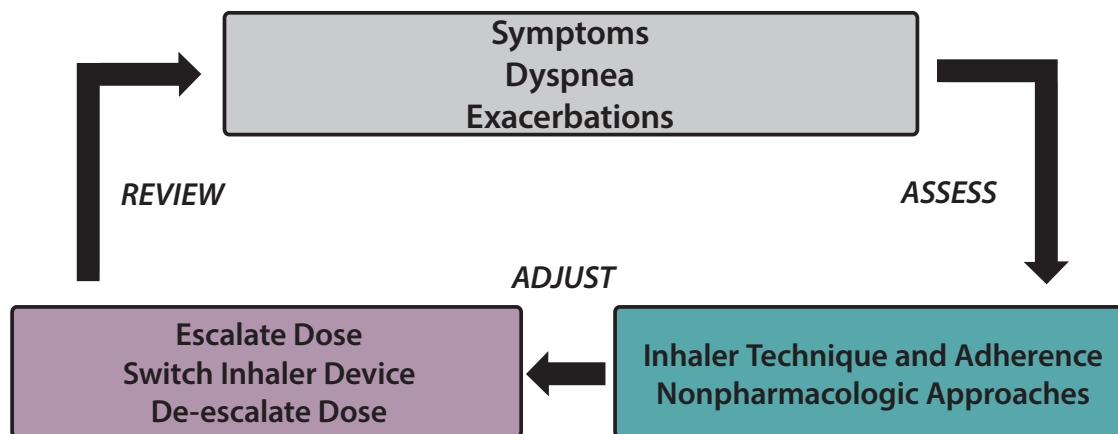 Symptoms
Dyspnea
Exacerbations
REVIEW
ASSESS
ADJUST
Escalate Dose
Switch Inhaler Device
De-escalate Dose
Inhaler Technique and Adherence
Nonpharmacologic Approaches